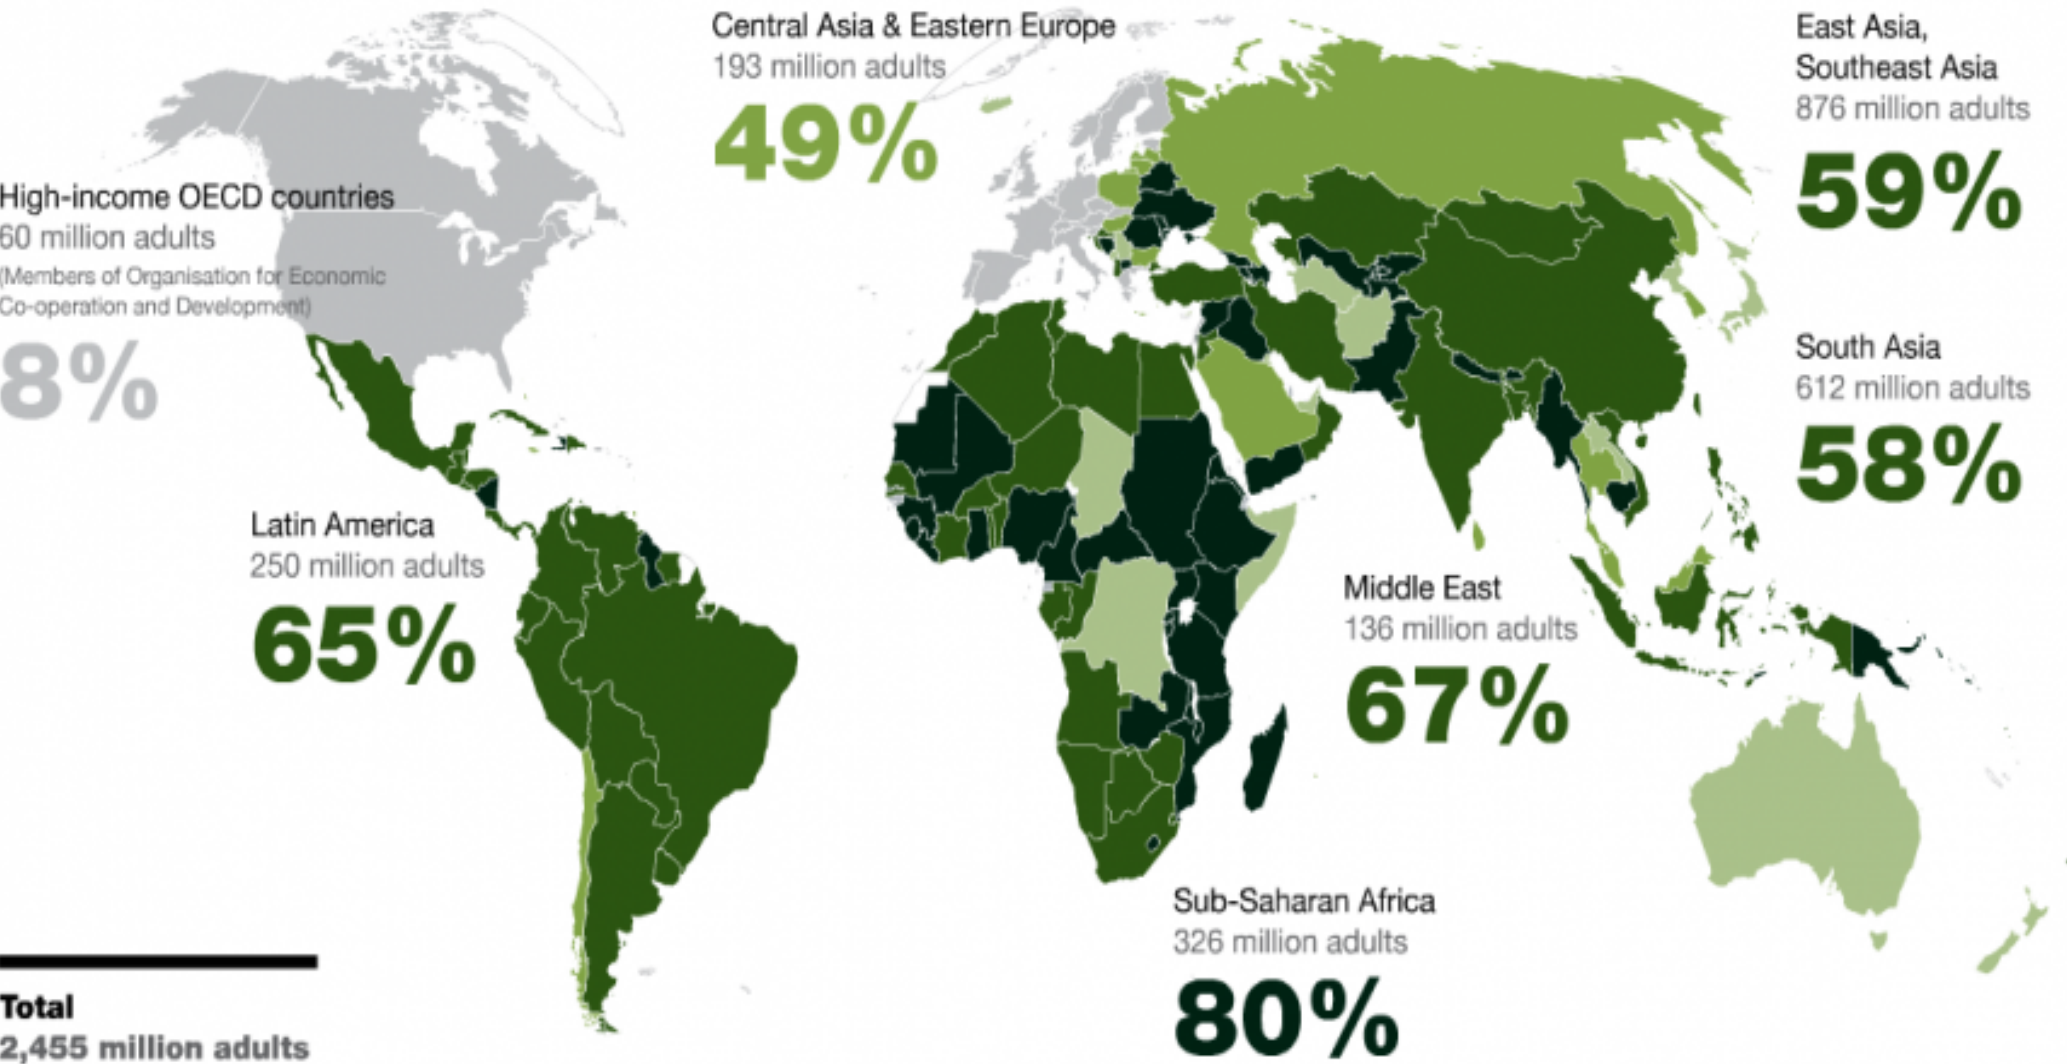 Central Asia & Eastern Europe
193 million adults
49%
East Asia,
Southeast Asia
876 million adults
59%
High-income OECD countries
60 million adults
(Members of Organisation for Economic
Co-operation and Development)
8%
South Asia
612 million adults
58%
Latin America
250 million adults
65%
Middle East
136 million adults
67%
Sub-Saharan Africa
326 million adults
80%
Total
2,455 million adults